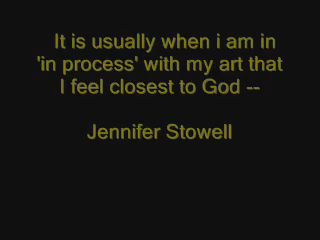 It is usually when i am in
'in process' with my art that
I feel closest to God --
Jennifer Stowell